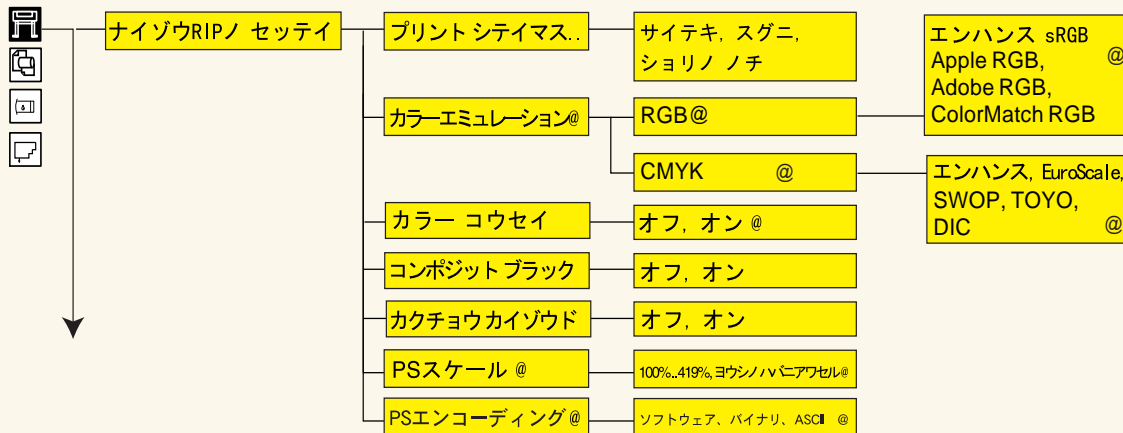 ナイゾウRIPノ セッテイ
プリント シテイマス..
サイテキ, スグニ,
ショリノ ノチ
エンハンス sRGB
Apple RGB, @
Adobe RGB,
ColorMatch RGB
カラーエミュレーション@
RGB@
CMYK @
エンハンス, EuroScale,
SWOP, TOYO,
DIC @
カラー コウセイ
オフ, オン @
コンポジット ブラック
オフ, オン
カクチョウ カイゾウド
オフ, オン
PSスケール @
100%..419%, ヨウシノ ハバニアワセル@
PSエンコーディング@
ソフトウェア、バイナリ、ASCII @